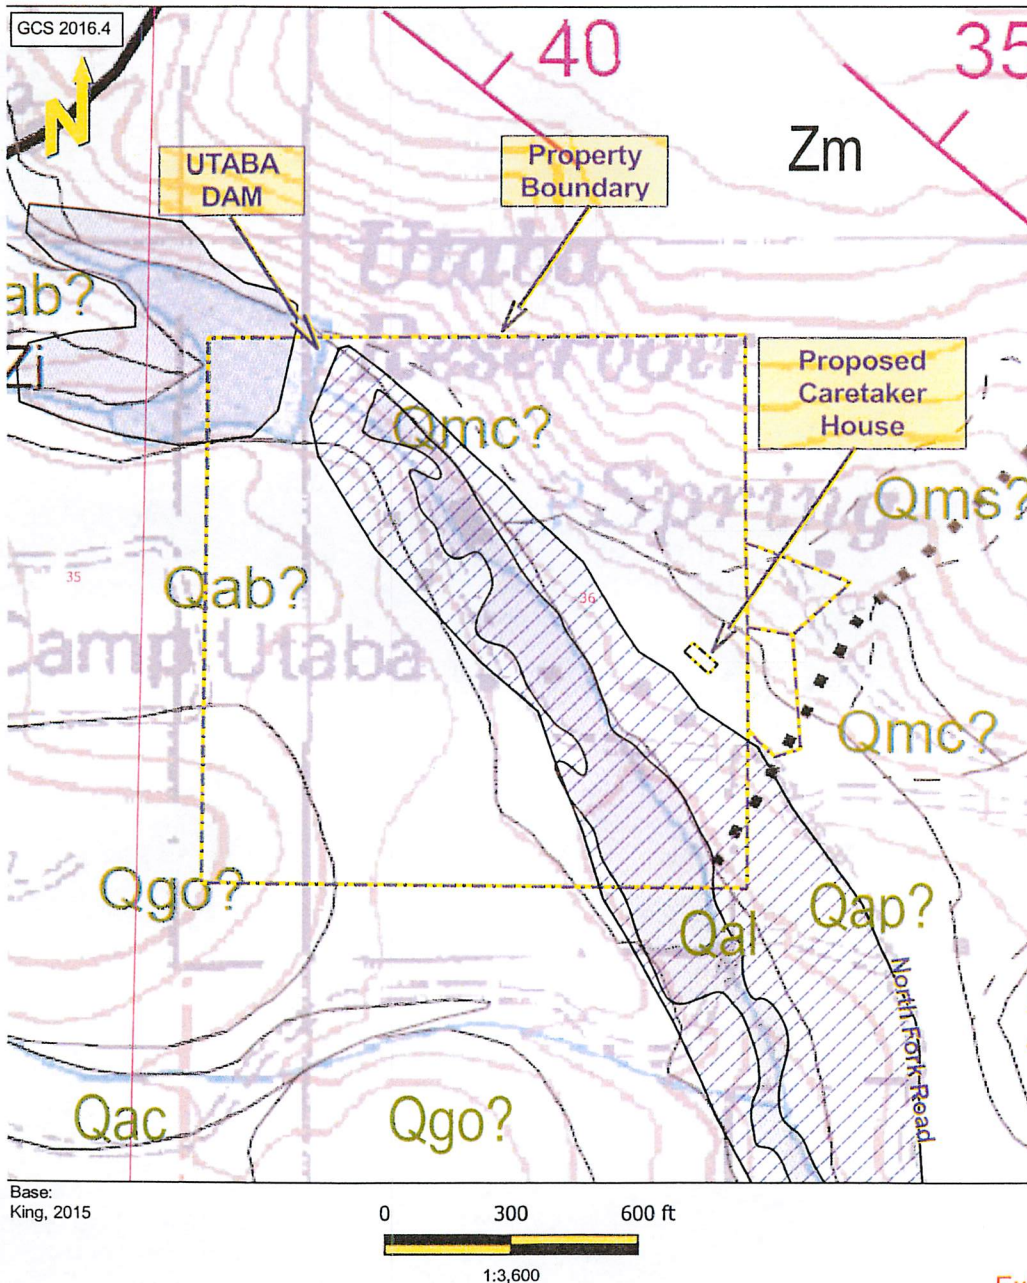 GCS 2016.4
N
40
35
Zm
UTABA
DAM
Property
Boundary
Utaba
Reservoir
ab?
Zi
Proposed
Caretaker
House
Qmc?
Spring
Qms?
35
36
Qab?
Camp Utaba
Qmc?
Qgo?
Qal
Qap?
North Fork Road
Qac
Qgo?
Base:
King, 2015
0 300 600 ft
1:3,600